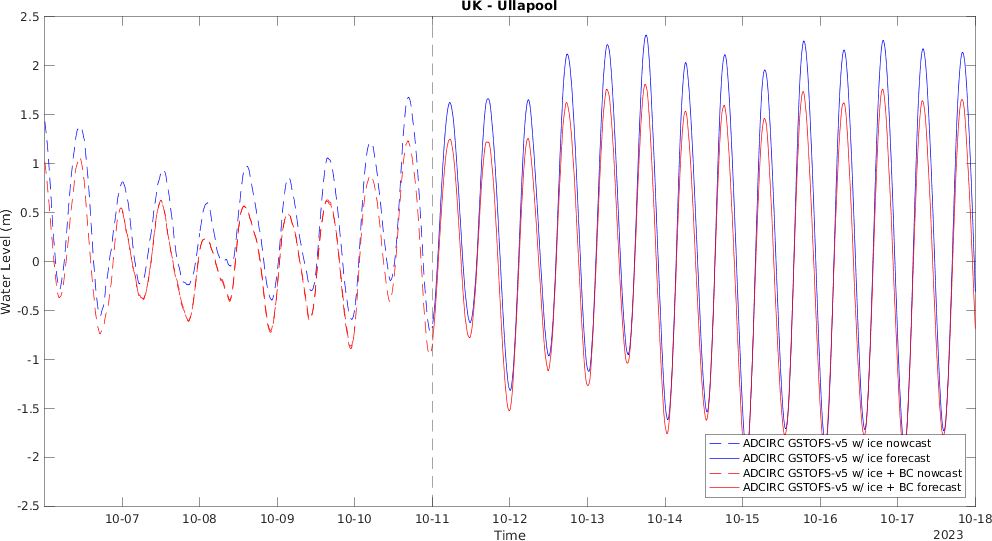 UK - Ullapool
2.5
2
1.5
1
0.5
0
-0.5
-1
-1.5
-2
-2.5
Water Level (m)
ADCIRC GSTOFS-v5 w/ ice nowcast
ADCIRC GSTOFS-v5 w/ ice forecast
ADCIRC GSTOFS-v5 w/ ice + BC nowcast
ADCIRC GSTOFS-v5 w/ ice + BC forecast
10-07 10-08 10-09 10-10 10-11 10-12 10-13 10-14 10-15 10-16 10-17 10-18
Time
2023